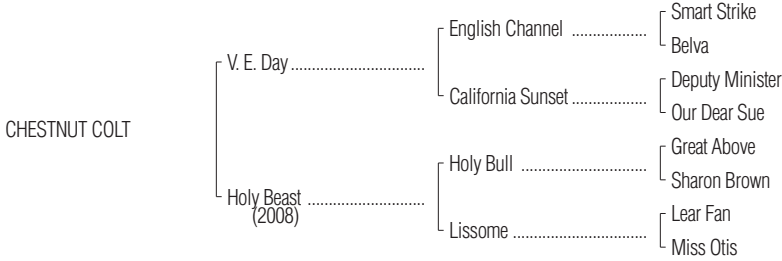 Smart Strike
English Channel ....................
Belva
V. E. Day ....................................
Deputy Minister
California Sunset ....................
Our Dear Sue
CHESTNUT COLT
Great Above
Holy Bull ..................................
Sharon Brown
Holy Beast ................................
(2008)
Lear Fan
Lissome ....................................
Miss Otis